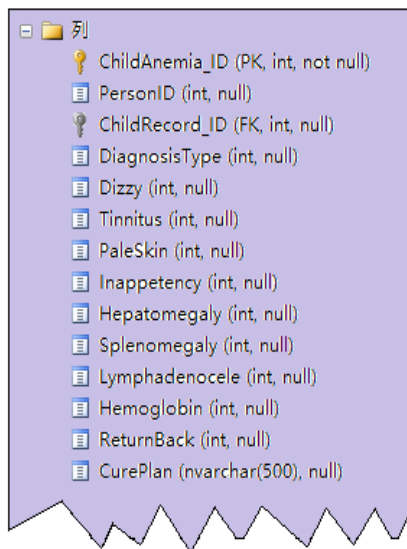 列
ChildAnemia_ID (PK, int, not null)
PersonID (int, null)
ChildRecord_ID (FK, int, null)
DiagnosisType (int, null)
Dizzy (int, null)
Tinnitus (int, null)
PaleSkin (int, null)
Inappetency (int, null)
Hepatomegaly (int, null)
Splenomegaly (int, null)
Lymphadenocele (int, null)
Hemoglobin (int, null)
ReturnBack (int, null)
CurePlan (nvarchar(500), null)